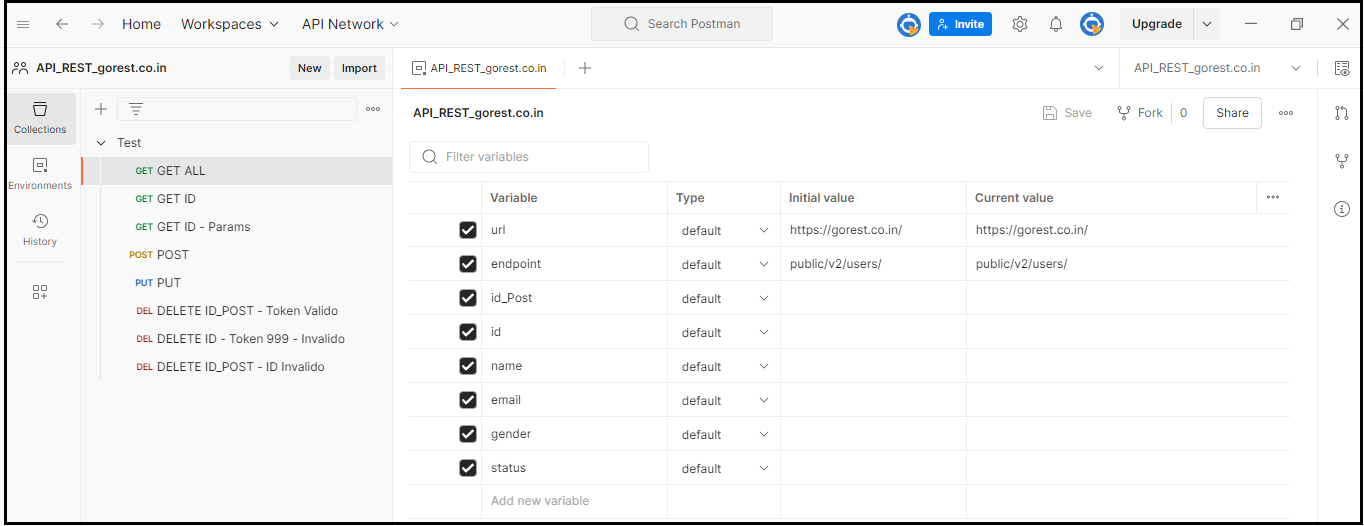 Home Workspaces API Network Search Postman Invite Upgrade
API_REST_gorest.co.in New Import API_REST_gorest.co.in API_REST_gorest.co.in
Collections
Environments
History
Test
GET GET ALL
GET GET ID
GET GET ID - Params
POST POST
PUT PUT
DEL DELETE ID_POST - Token Valido
DEL DELETE ID - Token 999 - Invalido
DEL DELETE ID_POST - ID Invalido
API_REST_gorest.co.in Save Fork 0 Share
Filter variables
Variable Type Initial value Current value
url default https://gorest.co.in/ https://gorest.co.in/
endpoint default public/v2/users/ public/v2/users/
id_Post default
id default
name default
email default
gender default
status default
Add new variable